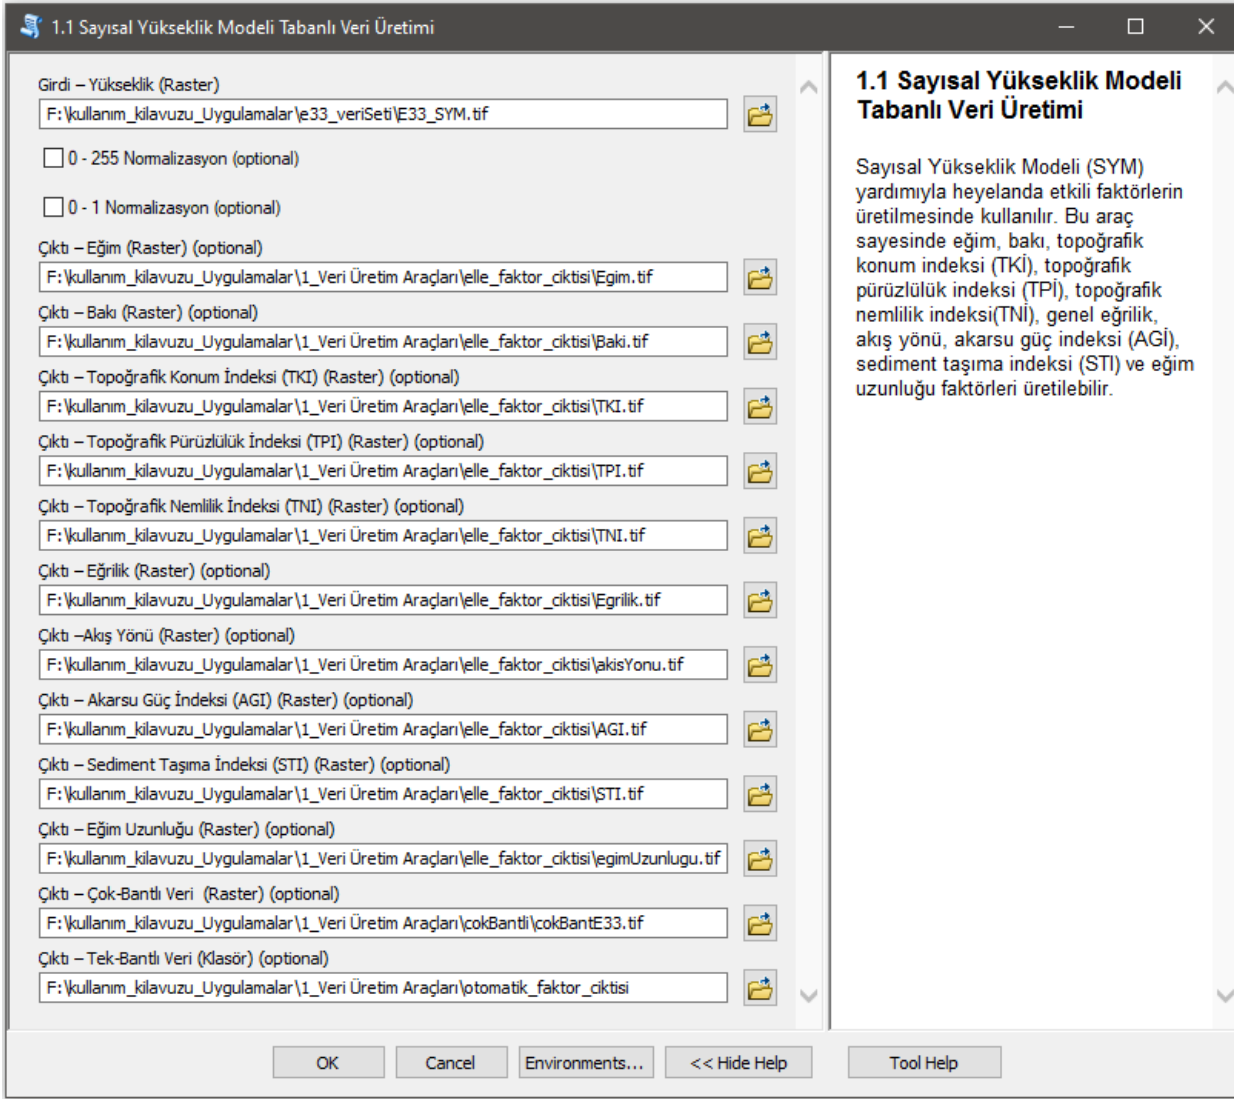 1.1 Sayısal Yükseklik Modeli Tabanlı Veri Üretimi
Girdi – Yükseklik (Raster)
F:\kullanım_kilavuzu_Uygulamalar\e33_veriSeti\E33_SYM.tif
0 - 255 Normalizasyon (optional)
0 - 1 Normalizasyon (optional)
Çıktı – Eğim (Raster) (optional)
F:\kullanım_kilavuzu_Uygulamalar\1_Veri Üretim Araçları\elle_faktor_ciktisi\Egim.tif
Çıktı – Bakı (Raster) (optional)
F:\kullanım_kilavuzu_Uygulamalar\1_Veri Üretim Araçları\elle_faktor_ciktisi\Baki.tif
Çıktı – Topoğrafik Konum İndeksi (TKI) (Raster) (optional)
F:\kullanım_kilavuzu_Uygulamalar\1_Veri Üretim Araçları\elle_faktor_ciktisi\TKI.tif
Çıktı – Topoğrafik Pürüzlülük İndeksi (TPI) (Raster) (optional)
F:\kullanım_kilavuzu_Uygulamalar\1_Veri Üretim Araçları\elle_faktor_ciktisi\TPI.tif
Çıktı – Topoğrafik Nemlilik İndeksi (TNI) (Raster) (optional)
F:\kullanım_kilavuzu_Uygulamalar\1_Veri Üretim Araçları\elle_faktor_ciktisi\TNI.tif
Çıktı – Eğrilik (Raster) (optional)
F:\kullanım_kilavuzu_Uygulamalar\1_Veri Üretim Araçları\elle_faktor_ciktisi\Egrilik.tif
Çıktı –Akış Yönü (Raster) (optional)
F:\kullanım_kilavuzu_Uygulamalar\1_Veri Üretim Araçları\elle_faktor_ciktisi\akisYonu.tif
Çıktı – Akarsu Güç İndeksi (AGI) (Raster) (optional)
F:\kullanım_kilavuzu_Uygulamalar\1_Veri Üretim Araçları\elle_faktor_ciktisi\AGI.tif
Çıktı – Sediment Taşıma İndeksi (STI) (Raster) (optional)
F:\kullanım_kilavuzu_Uygulamalar\1_Veri Üretim Araçları\elle_faktor_ciktisi\STI.tif
Çıktı – Eğim Uzunluğu (Raster) (optional)
F:\kullanım_kilavuzu_Uygulamalar\1_Veri Üretim Araçları\elle_faktor_ciktisi\egimUzunlugu.tif
Çıktı – Çok-Bantlı Veri (Raster) (optional)
F:\kullanım_kilavuzu_Uygulamalar\1_Veri Üretim Araçları\cokBantli\cokBantE33.tif
Çıktı – Tek-Bantlı Veri (Klasör) (optional)
F:\kullanım_kilavuzu_Uygulamalar\1_Veri Üretim Araçları\otomatik_faktor_ciktisi
1.1 Sayısal Yükseklik Modeli
Tabanlı Veri Üretimi
Sayısal Yükseklik Modeli (SYM)
yardımıyla heyelanda etkili faktörlerin
üretilmesinde kullanılır. Bu araç
sayesinde eğim, bakı, topoğrafik
konum indeksi (TKİ), topoğrafik
pürüzlülük indeksi (TPİ), topoğrafik
nemlilik indeksi(TNİ), genel eğrilik,
akış yönü, akarsu güç indeksi (AGİ),
sediment taşıma indeksi (STI) ve eğim
uzunluğu faktörleri üretilebilir.
OK
Cancel
Environments...
<< Hide Help
Tool Help